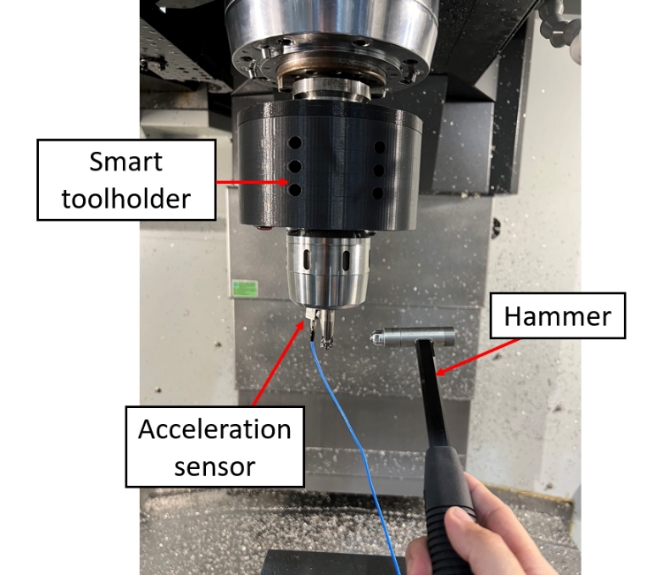 Smart
toolholder
Hammer
Acceleration
sensor